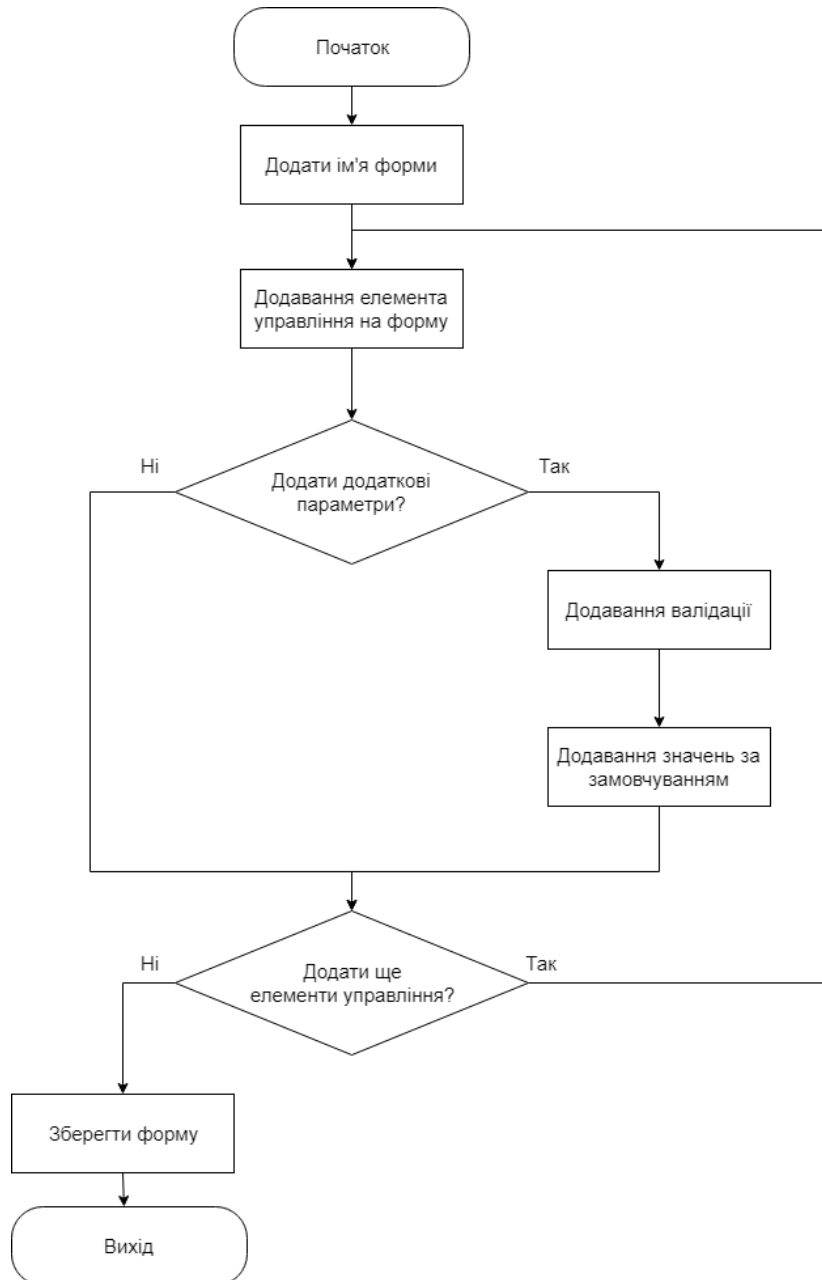 Початок
Додати ім'я форми
Додавання елемента
управління на форму
Ні
Так
Додати додаткові
параметри?
Додавання валідації
Додавання значень за
замовчуванням
Ні
Так
Додати ще
елементи управління?
Зберегти форму
Вихід